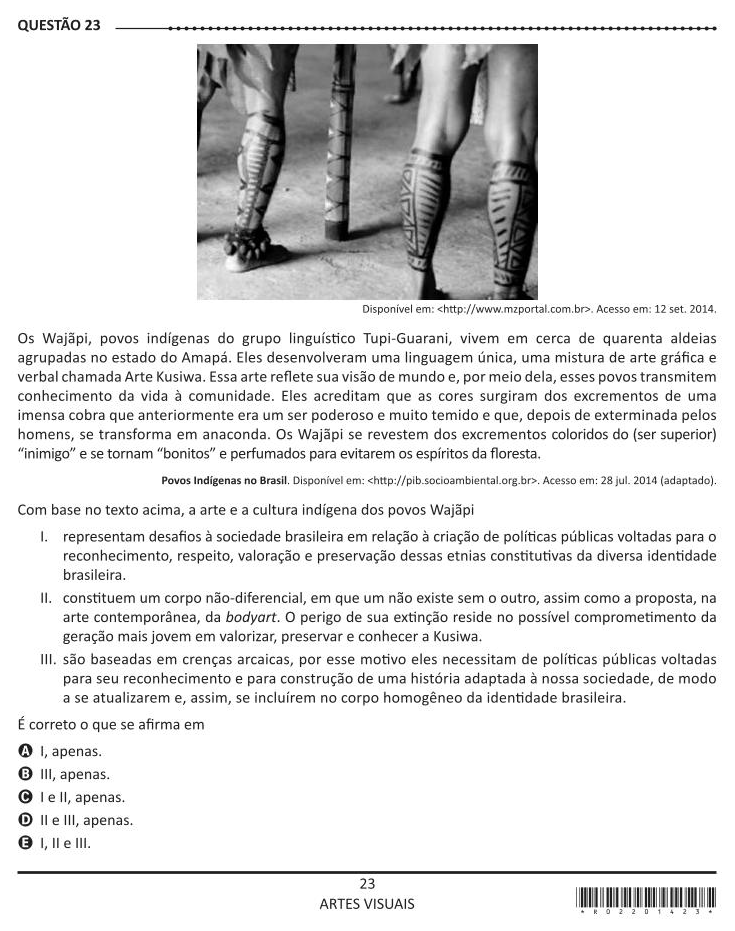 QUESTÃO 23
Disponível em: <http://www.mzportal.com.br>. Acesso em: 12 set. 2014.
Os Wajãpi, povos indígenas do grupo linguístico Tupi-Guarani, vivem em cerca de quarenta aldeias
agrupadas no estado do Amapá. Eles desenvolveram uma linguagem única, uma mistura de arte gráfica e
verbal chamada Arte Kusiwa. Essa arte reflete sua visão de mundo e, por meio dela, esses povos transmitem
conhecimento da vida à comunidade. Eles acreditam que as cores surgiram dos excrementos de uma
imensa cobra que anteriormente era um ser poderoso e muito temido e que, depois de exterminada pelos
homens, se transforma em anaconda. Os Wajãpi se revestem dos excrementos coloridos do (ser superior)
“inimigo” e se tornam “bonitos” e perfumados para evitarem os espíritos da floresta.
Povos Indígenas no Brasil. Disponível em: <http://pib.socioambiental.org.br>. Acesso em: 28 jul. 2014 (adaptado).
Com base no texto acima, a arte e a cultura indígena dos povos Wajãpi
I. representam desafios à sociedade brasileira em relação à criação de políticas públicas voltadas para o
reconhecimento, respeito, valoração e preservação dessas etnias constitutivas da diversa identidade
brasileira.
II. constituem um corpo não-diferencial, em que um não existe sem o outro, assim como a proposta, na
arte contemporânea, da bodyart. O perigo de sua extinção reside no possível comprometimento da
geração mais jovem em valorizar, preservar e conhecer a Kusiwa.
III. são baseadas em crenças arcaicas, por esse motivo eles necessitam de políticas públicas voltadas
para seu reconhecimento e para construção de uma história adaptada à nossa sociedade, de modo
a se atualizarem e, assim, se incluírem no corpo homogêneo da identidade brasileira.
É correto o que se afirma em
A I, apenas.
B III, apenas.
C I e II, apenas.
D II e III, apenas.
E I, II e III.
23
ARTES VISUAIS
* R 0 2 2 0 1 4 2 3 *